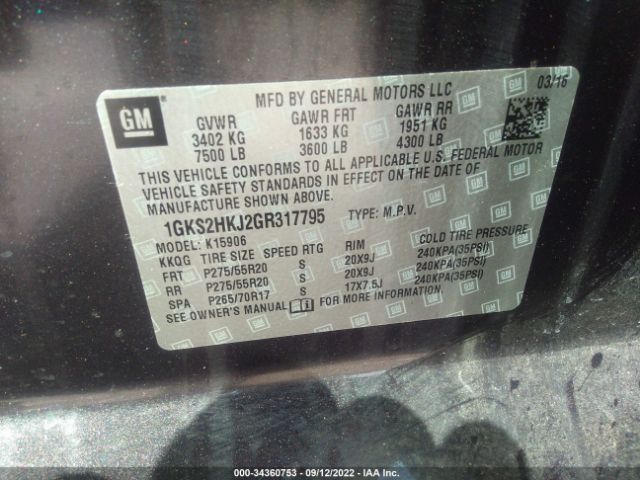 MFD BY GENERAL MOTORS LLC 03/16
GM
GVWR GAWR FRT GAWR RR
3402 KG 1633 KG 1951 KG
7500 LB 3600 LB 4300 LB
THIS VEHICLE CONFORMS TO ALL APPLICABLE U.S. FEDERAL MOTOR
VEHICLE SAFETY STANDARDS IN EFFECT ON THE DATE OF
MANUFACTURE SHOWN ABOVE.
1GKS2HKJ2GR317795 TYPE: M.P.V.
MODEL: K15906
KKQG TIRE SIZE SPEED RTG RIM COLD TIRE PRESSURE
FRT P275/55R20 S 20X9J 240KPA(35PSI)
RR P275/55R20 S 20X9J 240KPA(35PSI)
SPA P265/70R17 S 17X7.5J 240KPA(35PSI)
SEE OWNER'S MANUAL FOR MORE INFORMATION.
000-34360753 - 09/12/2022 - IAA Inc.